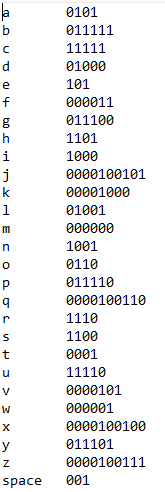 a 0101
b 011111
c 11111
d 01000
e 101
f 000011
g 011100
h 1101
i 1000
j 0000100101
k 00001000
l 01001
m 000000
n 1001
o 0110
p 011110
q 0000100110
r 1110
s 1100
t 0001
u 11110
v 0000101
w 000001
x 0000100100
y 011101
z 0000100111
space 001